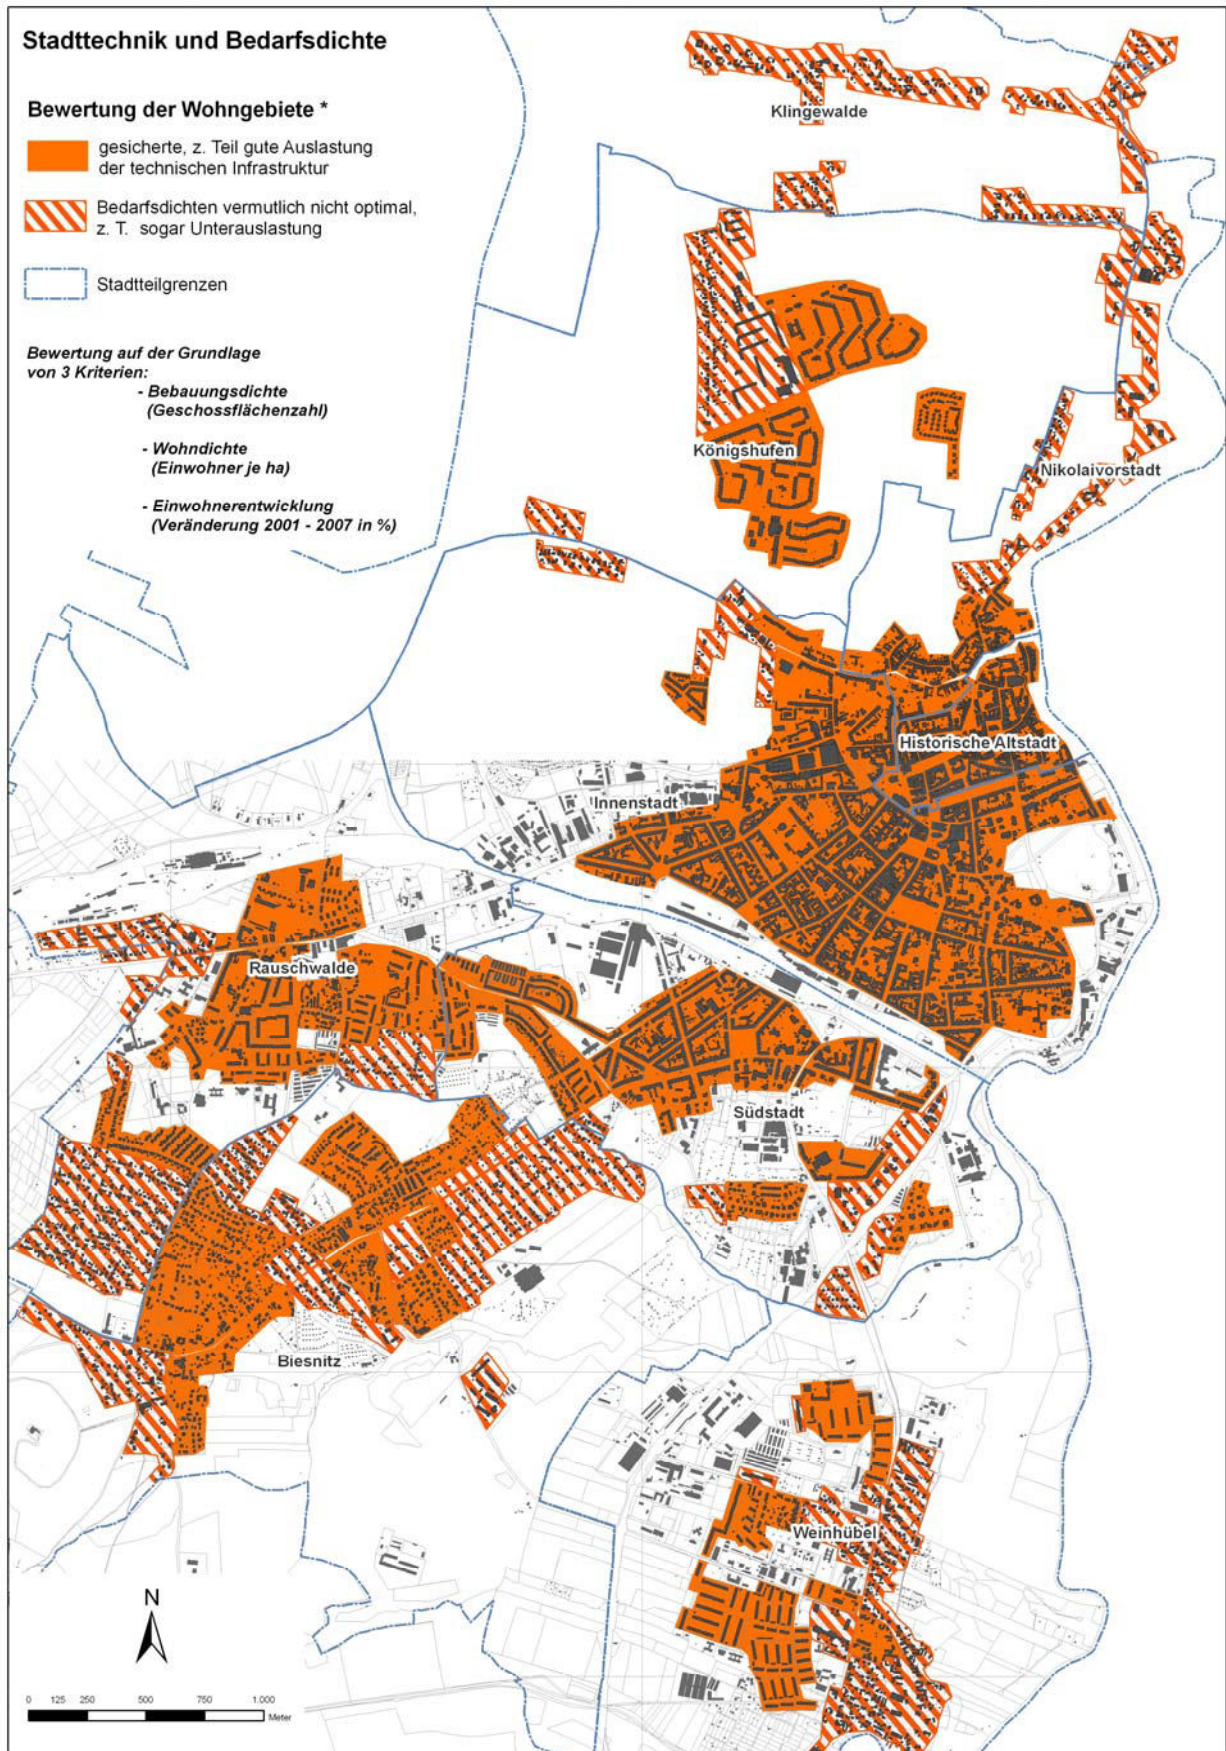 Stadttechnik und Bedarfsdichte
Bewertung der Wohngebiete *
gesicherte, z. Teil gute Auslastung
der technischen Infrastruktur
Bedarfsdichten vermutlich nicht optimal,
z. T. sogar Unterauslastung
Stadtteilgrenzen
Bewertung auf der Grundlage
von 3 Kriterien:
- Bebauungsdichte
(Geschossflächenzahl)
- Wohndichte
(Einwohner je ha)
- Einwohnerentwicklung
(Veränderung 2001 - 2007 in %)
Klingewalde
Königshufen
Nikolaivorstadt
Historische Altstadt
Innenstadt
Rauschwalde
Südstadt
Biesnitz
Weinhübel
N
0 125 250 500 750 1.000
Meter